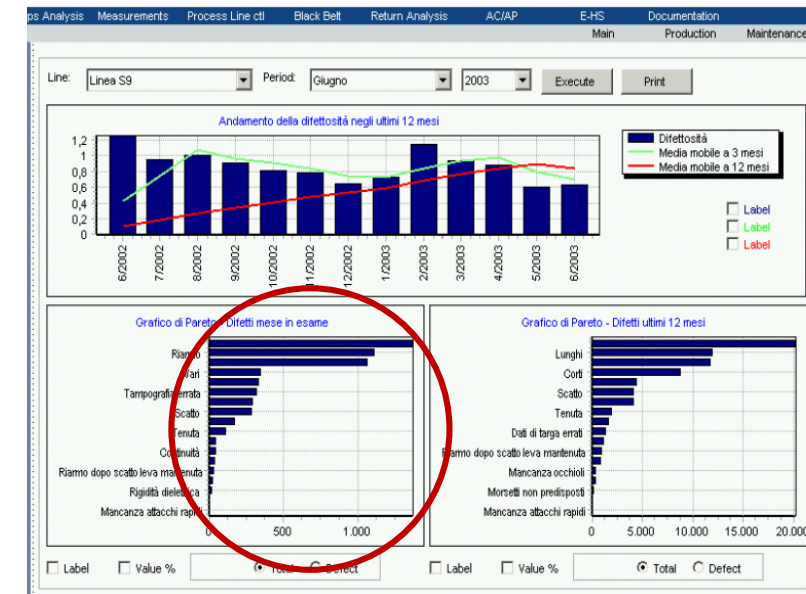 ps Analysis Measurements Process Line ctl Black Belt Return Analysis AC/AP E-HS Documentation
Main Production Maintenance
Line: Linea S9 Period: Giugno 2003 Execute Print
Andamento della difettosità negli ultimi 12 mesi
1,2
1
0,8
0,6
0,4
0,2
0
6/2002 7/2002 8/2002 9/2002 10/2002 11/2002 12/2002 1/2003 2/2003 3/2003 4/2003 5/2003 6/2003
Difettosità
Media mobile a 3 mesi
Media mobile a 12 mesi
Label
Label
Label
Grafico di Pareto - Difetti mese in esame
Riarmo
Vari
Tampografia errata
Scatto
Tenuta
Continuità
Riarmo dopo scatto leva mantenuta
Rigidità dielettrica
Mancanza attacchi rapidi
0 500 1.000
Label Value % Total Defect
Grafico di Pareto - Difetti ultimi 12 mesi
Lunghi
Corti
Scatto
Tenuta
Dati di targa errati
Riarmo dopo scatto leva mantenuta
Mancanza occhioli
Morsetti non predisposti
Mancanza attacchi rapidi
0 5.000 10.000 15.000 20.000
Label Value % Total Defect